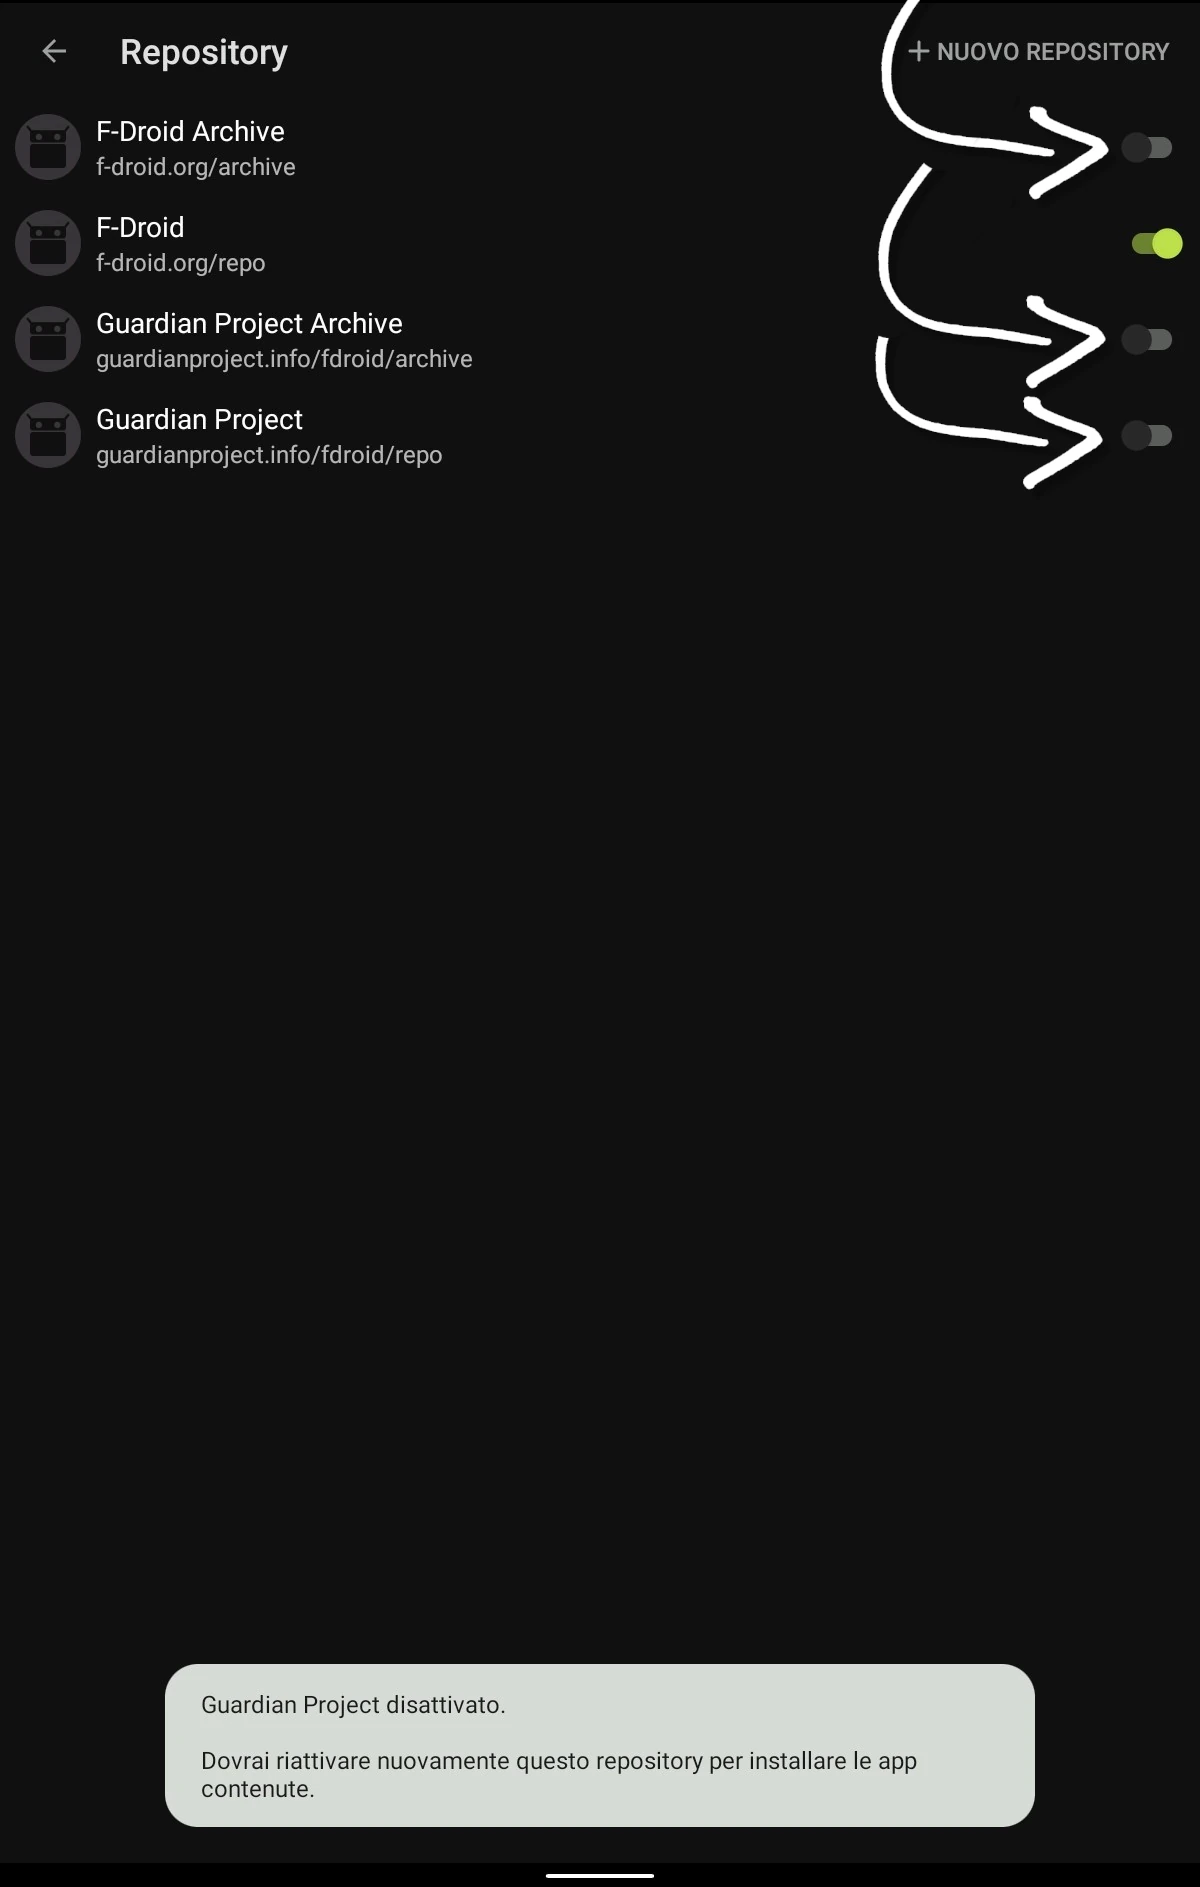 Repository
NUOVO REPOSITORY
F-Droid Archive
f-droid.org/archive
F-Droid
f-droid.org/repo
Guardian Project Archive
guardianproject.info/fdroid/archive
Guardian Project
guardianproject.info/fdroid/repo
Guardian Project disattivato.
Dovrai riattivare nuovamente questo repository per installare le app
contenute.